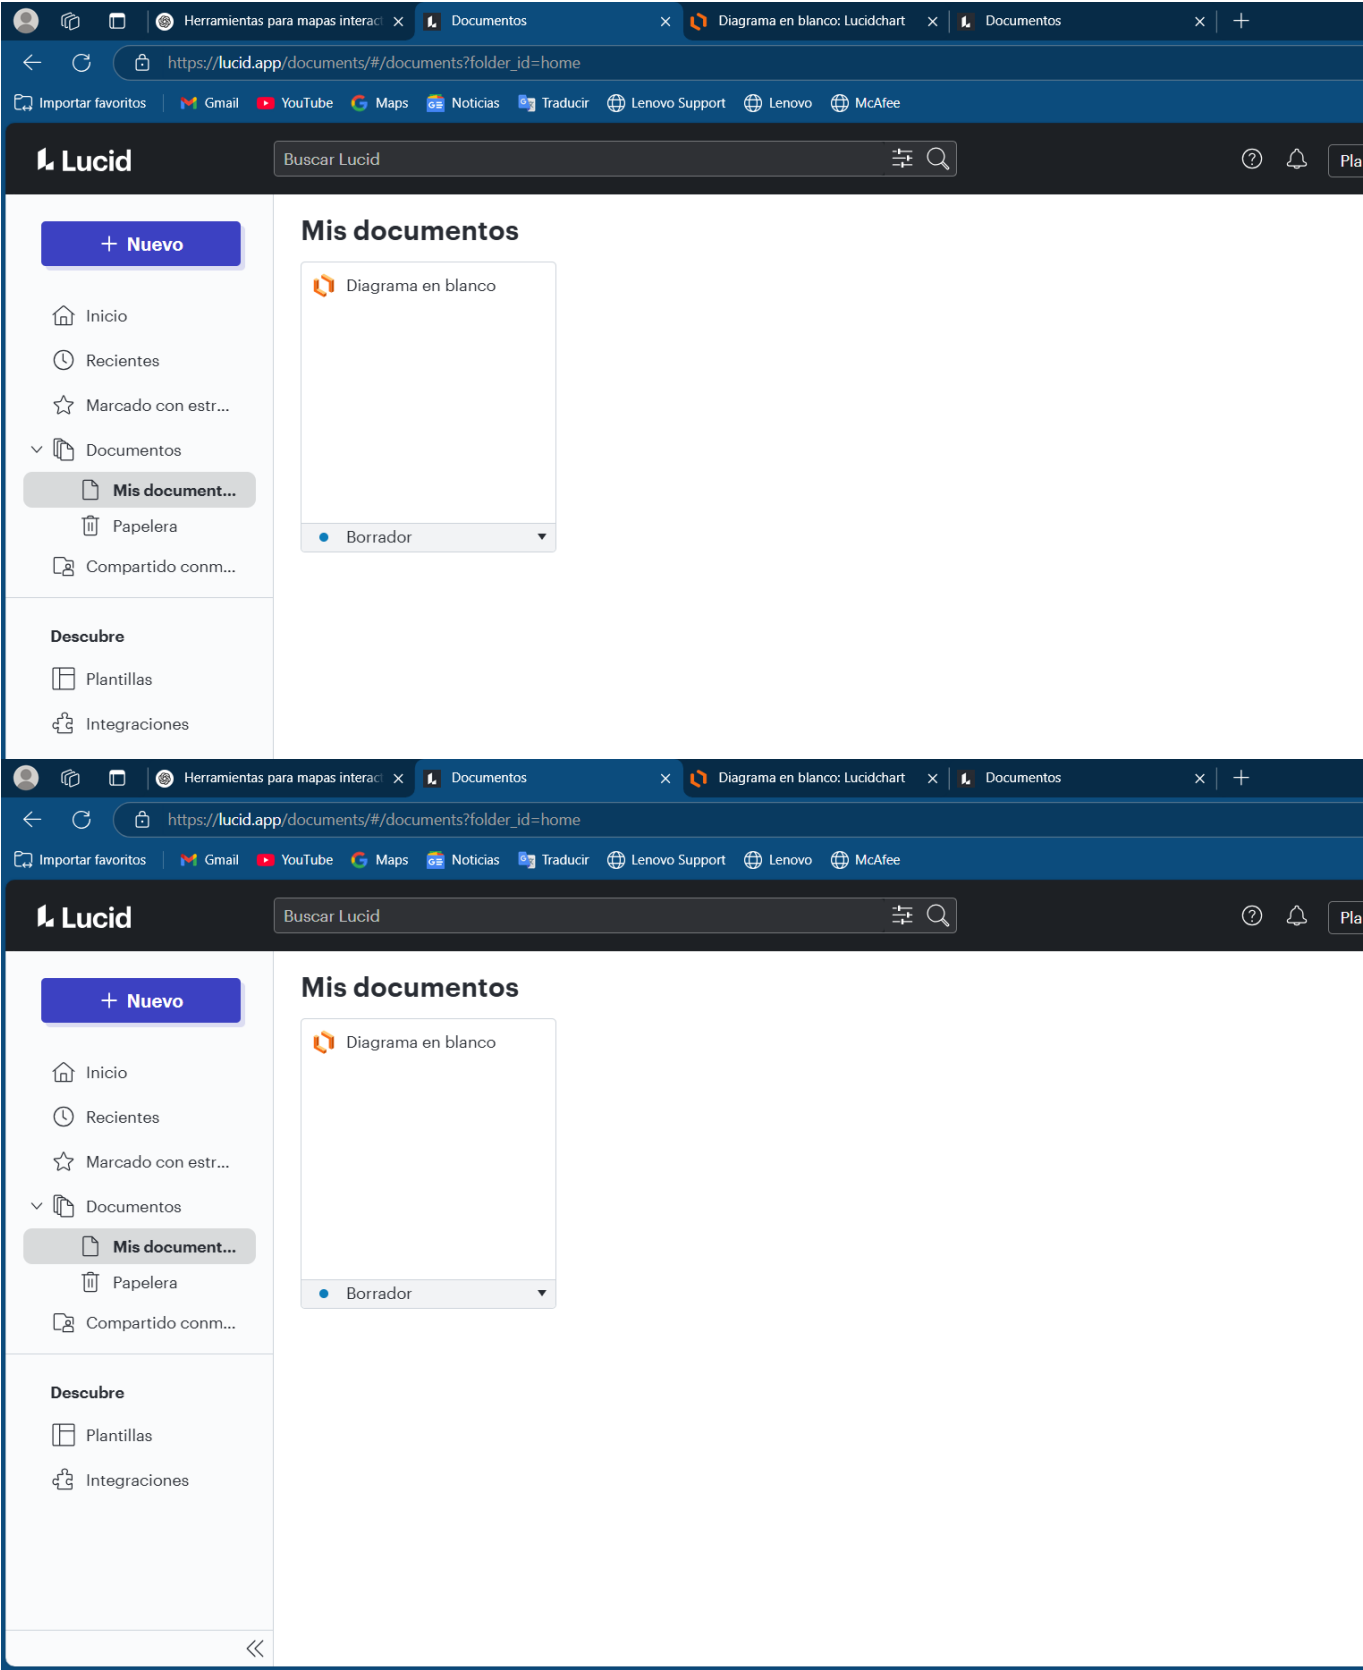 Herramientas para mapas interac
Documentos
Diagrama en blanco: Lucidchart
Documentos
https://lucid.app/documents/#/documents?folder_id=home
Importar favoritos
Gmail
YouTube
Maps
Noticias
Traducir
Lenovo Support
Lenovo
McAfee
Lucid
Buscar Lucid
Pla
+ Nuevo
Mis documentos
Diagrama en blanco
Inicio
Recientes
Marcado con estr...
Documentos
Mis document...
Papelera
Borrador
Compartido conm...
Descubre
Plantillas
Integraciones
Herramientas para mapas interac
Documentos
Diagrama en blanco: Lucidchart
Documentos
https://lucid.app/documents/#/documents?folder_id=home
Importar favoritos
Gmail
YouTube
Maps
Noticias
Traducir
Lenovo Support
Lenovo
McAfee
Lucid
Buscar Lucid
Pla
+ Nuevo
Mis documentos
Diagrama en blanco
Inicio
Recientes
Marcado con estr...
Documentos
Mis document...
Papelera
Borrador
Compartido conm...
Descubre
Plantillas
Integraciones